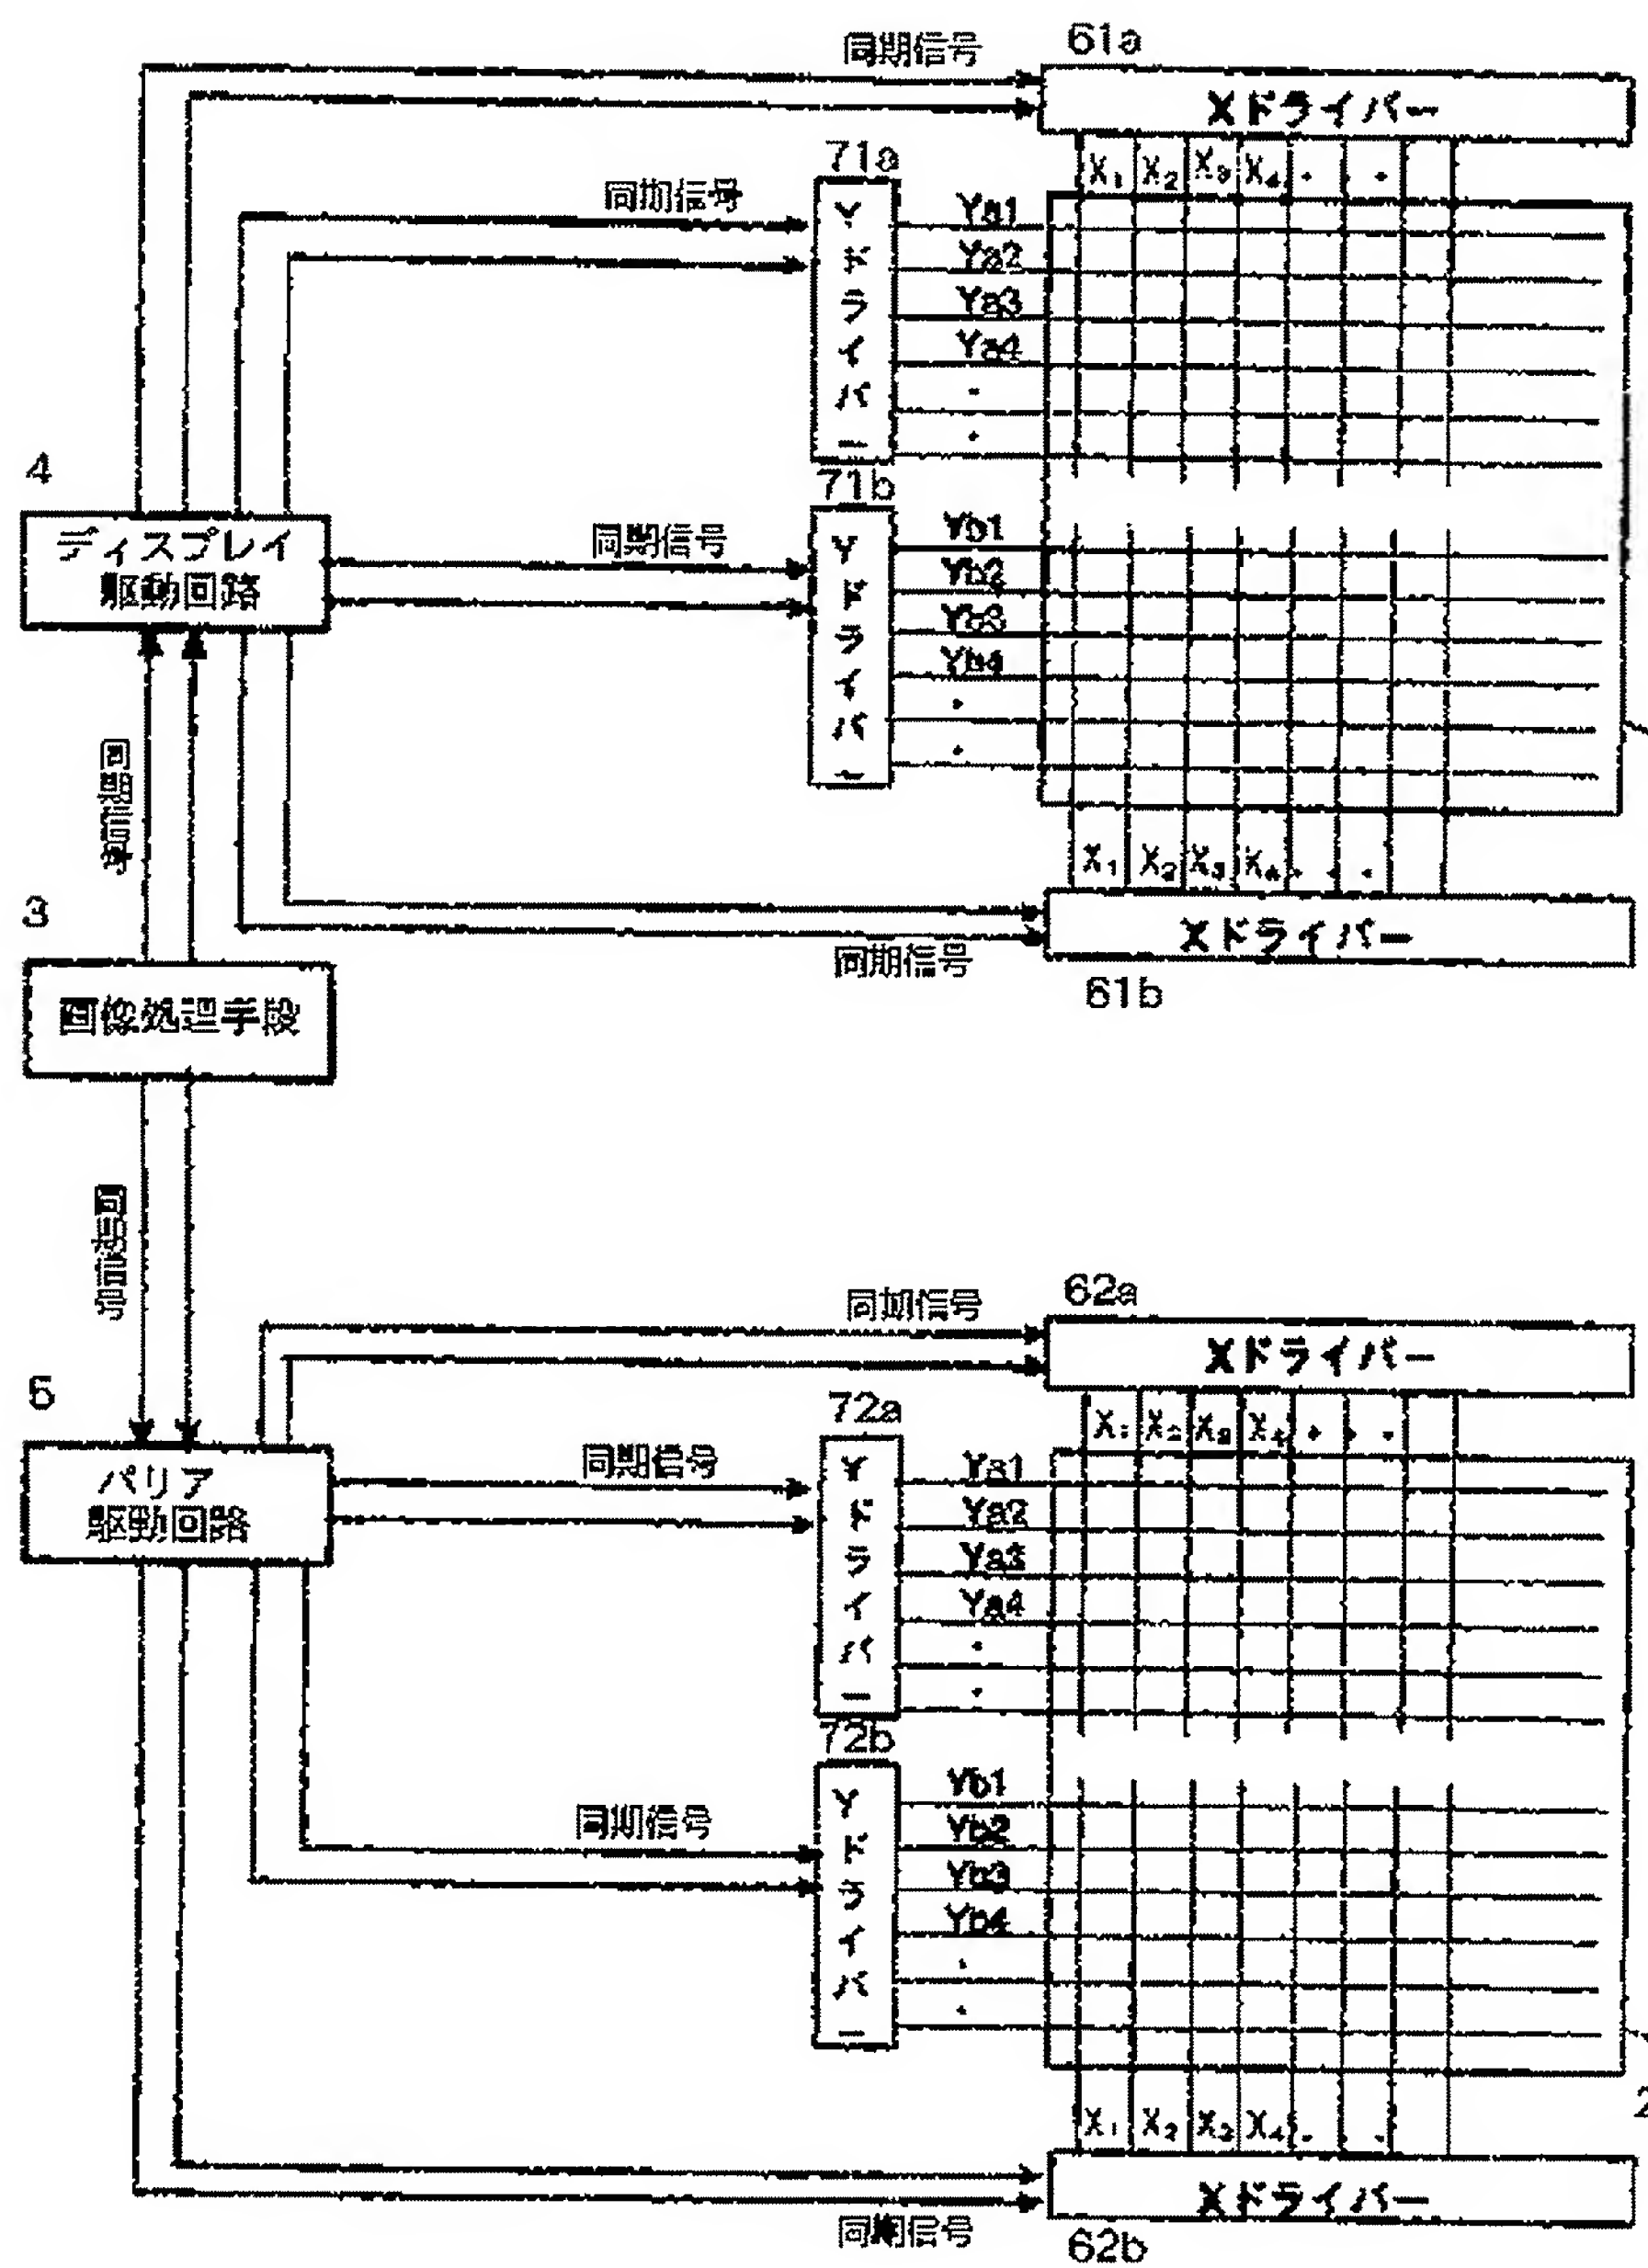 同期信号
61a
Xドライバー
71a
X₁ X₂ X₃ X₄ . . .
同期信号
Yドライバー
Ya1
Ya2
Ya3
Ya4
4
71b
ディスプレイ
駆動回路
同期信号
Yドライバー
Yb1
Yb2
Yb3
Yb4
同期信号
X₁ X₂ X₃ X₄ . . .
3
Xドライバー
同期信号
61b
画像処理手段
同期信号
同期信号
62a
Xドライバー
5
72a
X₁ X₂ X₃ X₄ . . .
バリア
駆動回路
同期信号
Yドライバー
Ya1
Ya2
Ya3
Ya4
72b
同期信号
Yドライバー
Yb1
Yb2
Yb3
Yb4
2
X₁ X₂ X₃ X₄ . . .
Xドライバー
同期信号
62b